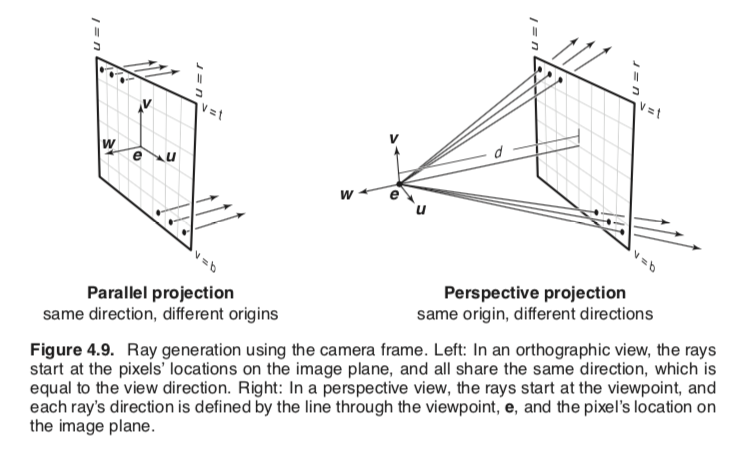 u = l
u = r
v = t
v
w
e
u
v = b
Parallel projection
same direction, different origins
u = l
u = r
v = t
v
d
w
e
u
v = b
Perspective projection
same origin, different directions
Figure 4.9. Ray generation using the camera frame. Left: In an orthographic view, the rays
start at the pixels' locations on the image plane, and all share the same direction, which is
equal to the view direction. Right: In a perspective view, the rays start at the viewpoint, and
each ray's direction is defined by the line through the viewpoint, e, and the pixel's location on
the image plane.